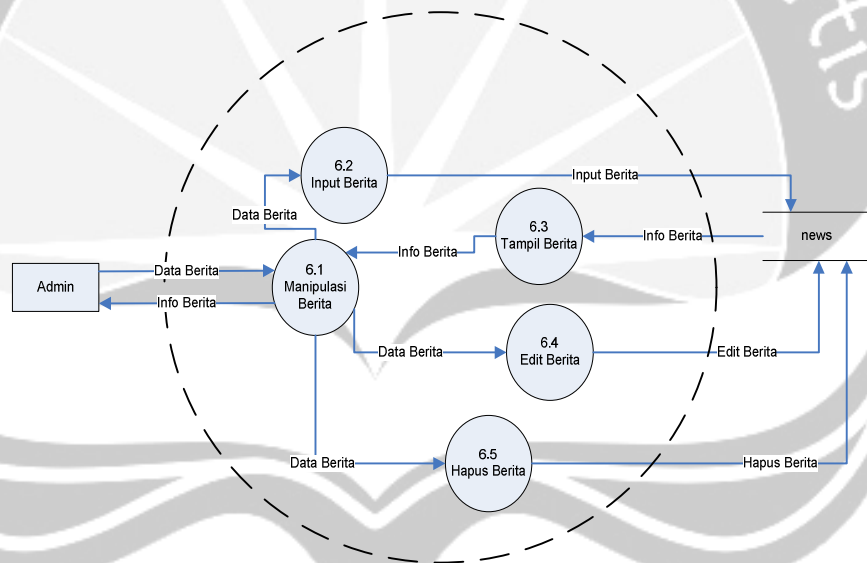 tis
6.2
Input Berita
Input Berita
Data Berita
6.3
Tampil Berita
Info Berita
news
Info Berita
6.1
Manipulasi
Berita
Admin
Data Berita
Info Berita
6.4
Edit Berita
Data Berita
Edit Berita
6.5
Hapus Berita
Data Berita
Hapus Berita